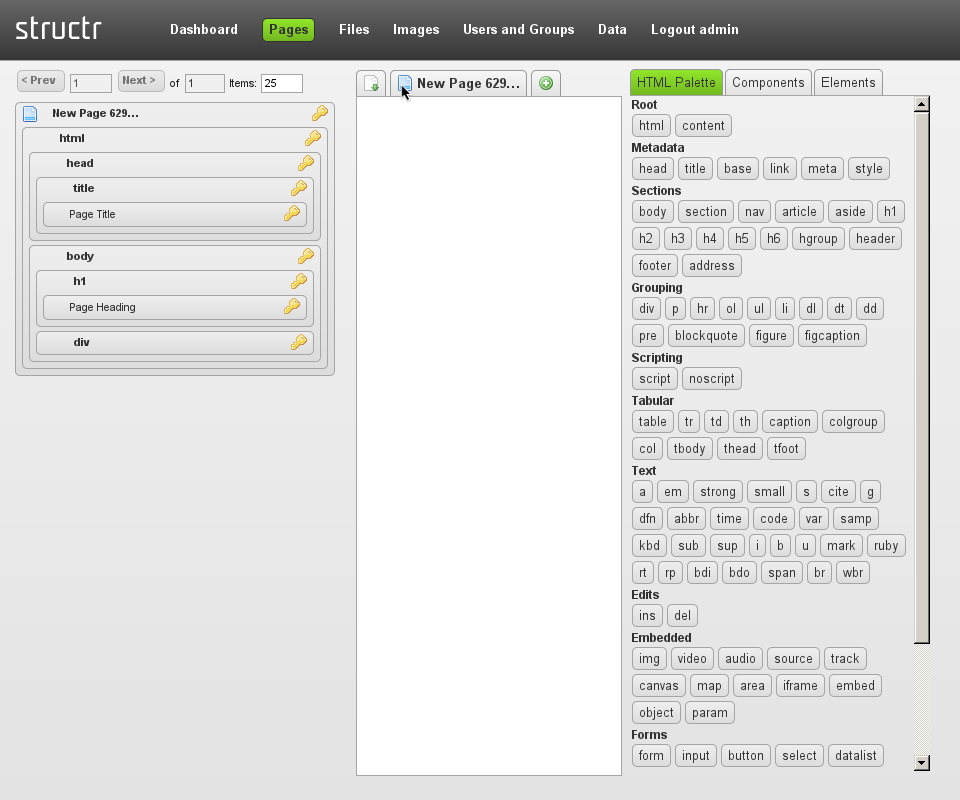 structr Dashboard Pages Files Images Users and Groups Data Logout admin
< Prev 1 Next > of 1 Items: 25
New Page 629...
html
head
title
Page Title
body
h1
Page Heading
div
New Page 629...
HTML Palette Components Elements
Root
html content
Metadata
head title base link meta style
Sections
body section nav article aside h1
h2 h3 h4 h5 h6 hgroup header
footer address
Grouping
div p hr ol ul li dl dt dd
pre blockquote figure figcaption
Scripting
script noscript
Tabular
table tr td th caption colgroup
col tbody thead tfoot
Text
a em strong small s cite g
dfn abbr time code var samp
kbd sub sup i b u mark ruby
rt rp bdi bdo span br wbr
Edits
ins del
Embedded
img video audio source track
canvas map area iframe embed
object param
Forms
form input button select datalist